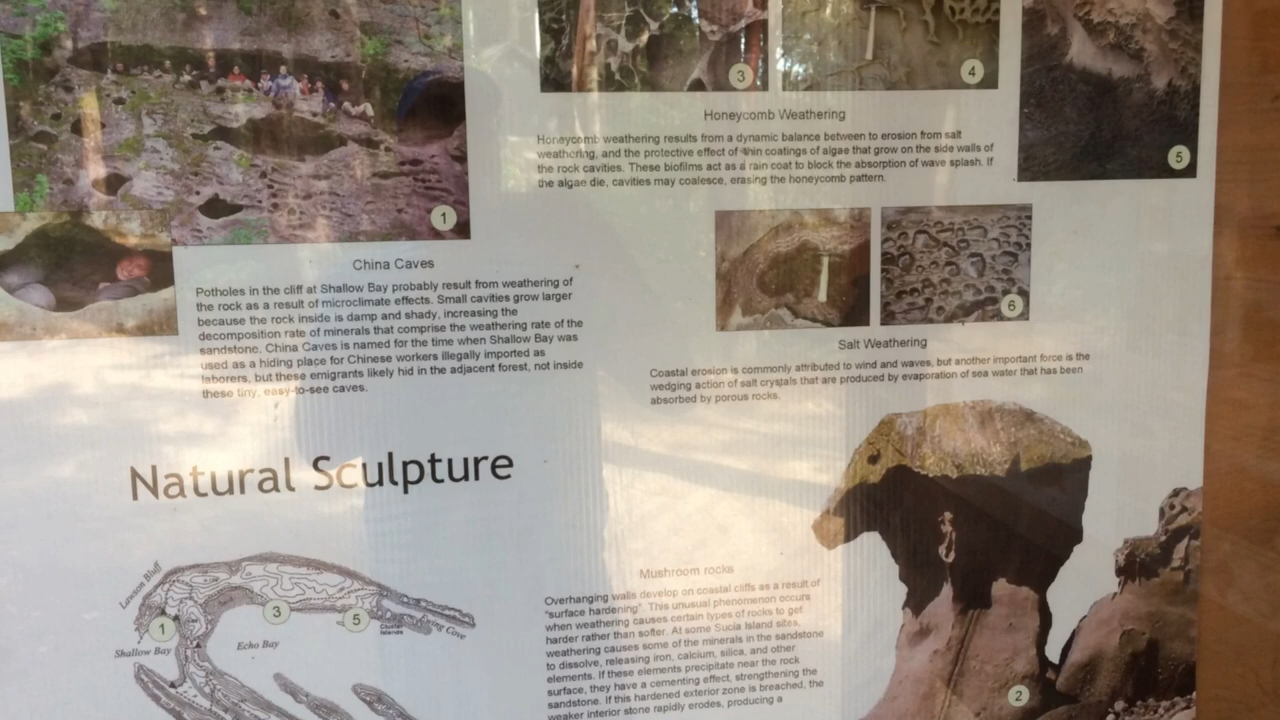 3
4
5
1
Honeycomb Weathering
Honeycomb weathering results from a dynamic balance between to erosion from salt
weathering, and the protective effect of thin coatings of algae that grow on the side walls of
the rock cavities. These biofilms act as a rain coat to block the absorption of wave splash. If
the algae die, cavities may coalesce, erasing the honeycomb pattern.
China Caves
Potholes in the cliff at Shallow Bay probably result from weathering of
the rock as a result of microclimate effects. Small cavities grow larger
because the rock inside is damp and shady, increasing the
decomposition rate of minerals that comprise the weathering rate of the
sandstone. China Caves is named for the time when Shallow Bay was
used as a hiding place for Chinese workers illegally imported as
laborers, but these emigrants likely hid in the adjacent forest, not inside
these tiny, easy-to-see caves.
6
Salt Weathering
Coastal erosion is commonly attributed to wind and waves, but another important force is the
wedging action of salt crystals that are produced by evaporation of sea water that has been
absorbed by porous rocks.
Natural Sculpture
Lawson Bluff
1
3
5
Ewing Cove
Islands
Shallow Bay
Echo Bay
Mushroom rocks
Overhanging walls develop on coastal cliffs as a result of
"surface hardening". This unusual phenomenon occurs
when weathering causes certain types of rocks to get
harder rather than softer. At some Sucia Island sites,
weathering causes some of the minerals in the sandstone
to dissolve, releasing iron, calcium, silica, and other
elements. If these elements precipitate near the rock
surface, they have a cementing effect, strengthening the
sandstone. If this hardened exterior zone is breached, the
weaker interior stone rapidly erodes, producing a
2